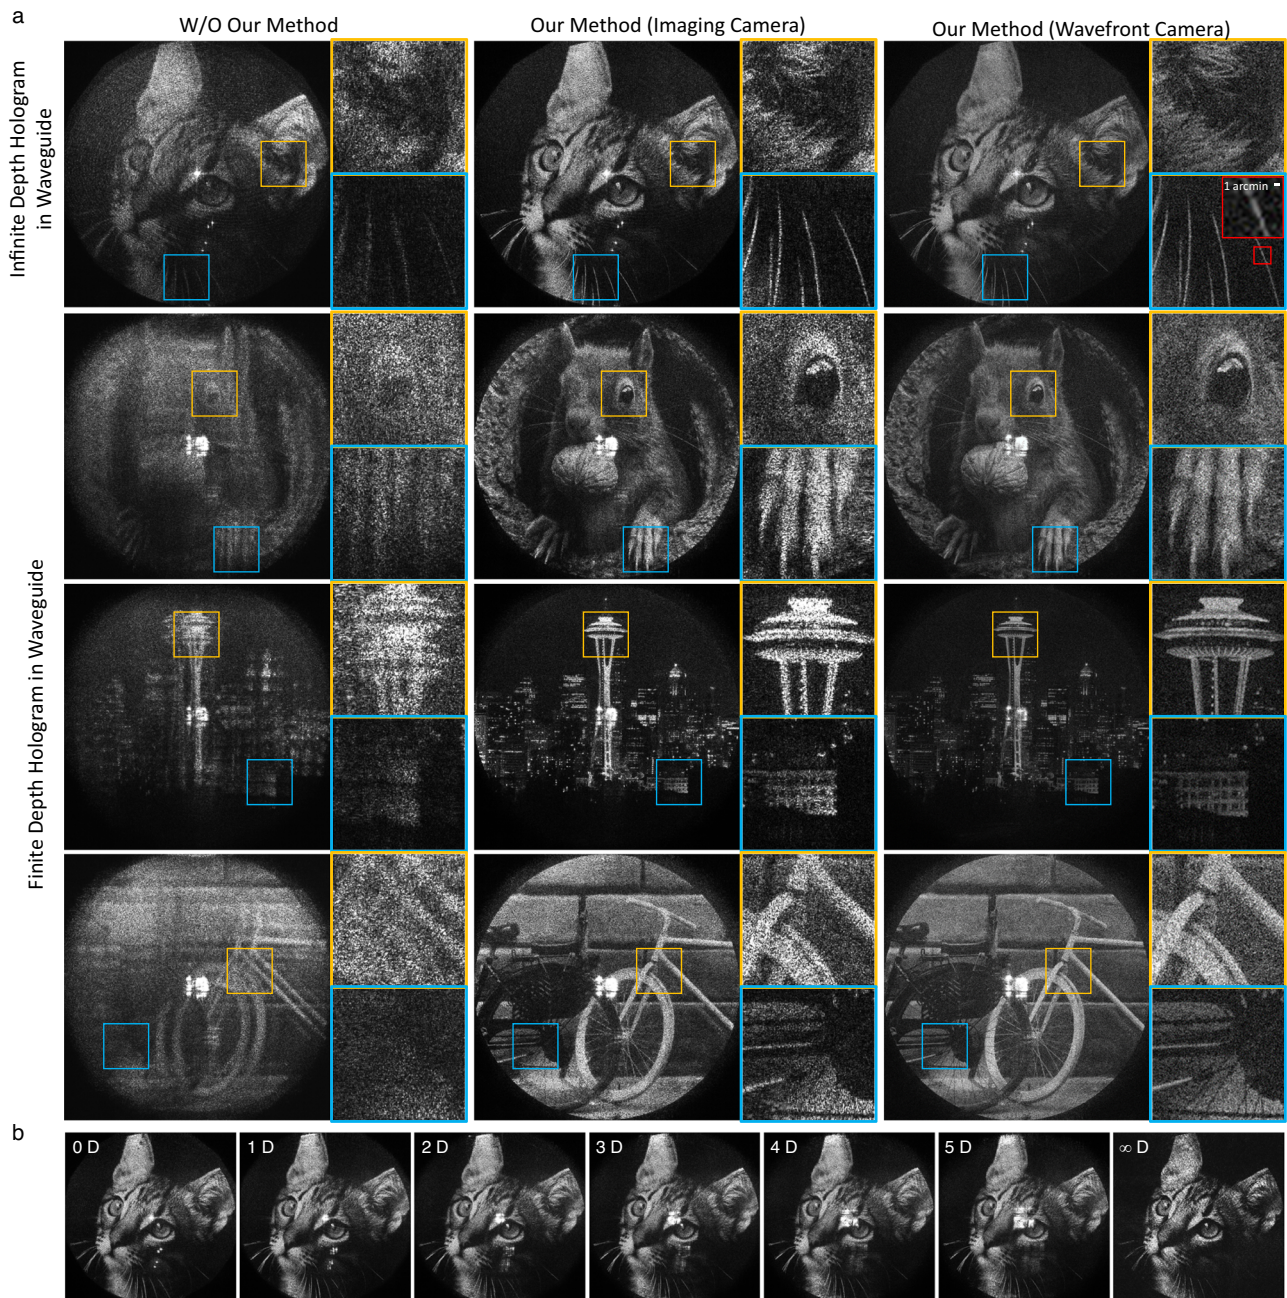 a
W/O Our Method
Our Method (Imaging Camera)
Our Method (Wavefront Camera)
Infinite Depth Hologram
in Waveguide
1 arcmin
Finite Depth Hologram in Waveguide
b
0 D
1 D
2 D
3 D
4 D
5 D
∞ D